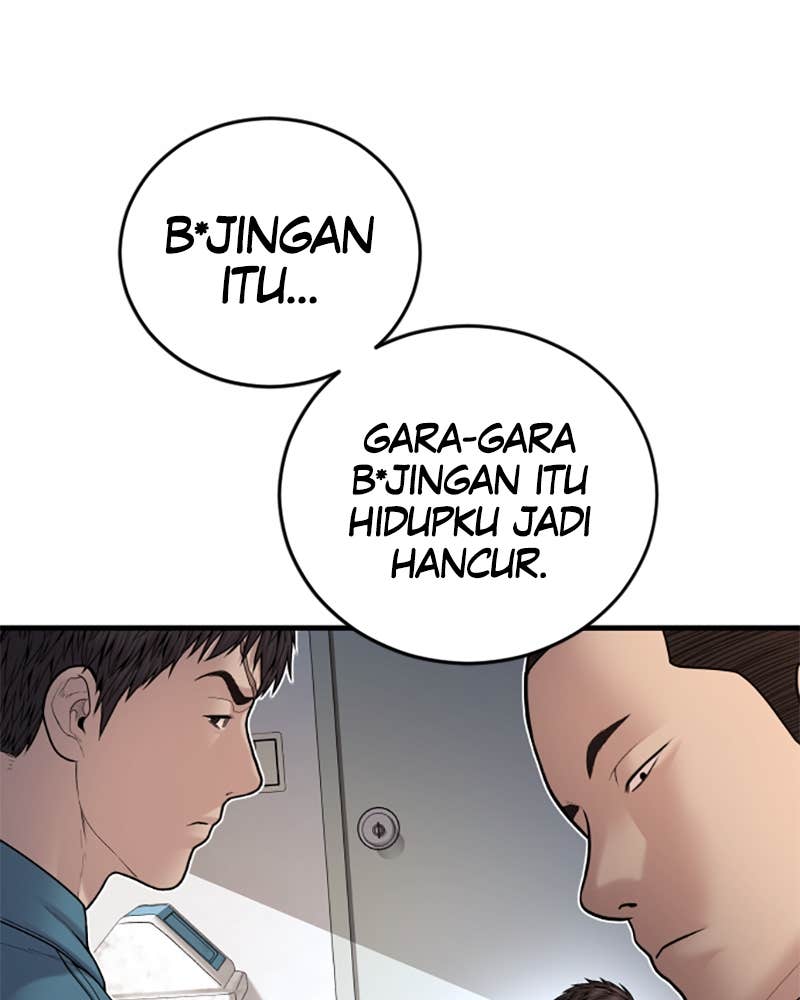 B*JINGAN
ITU...
GARA-GARA
B*JINGAN ITU
HIDUPKU JADI
HANCUR.